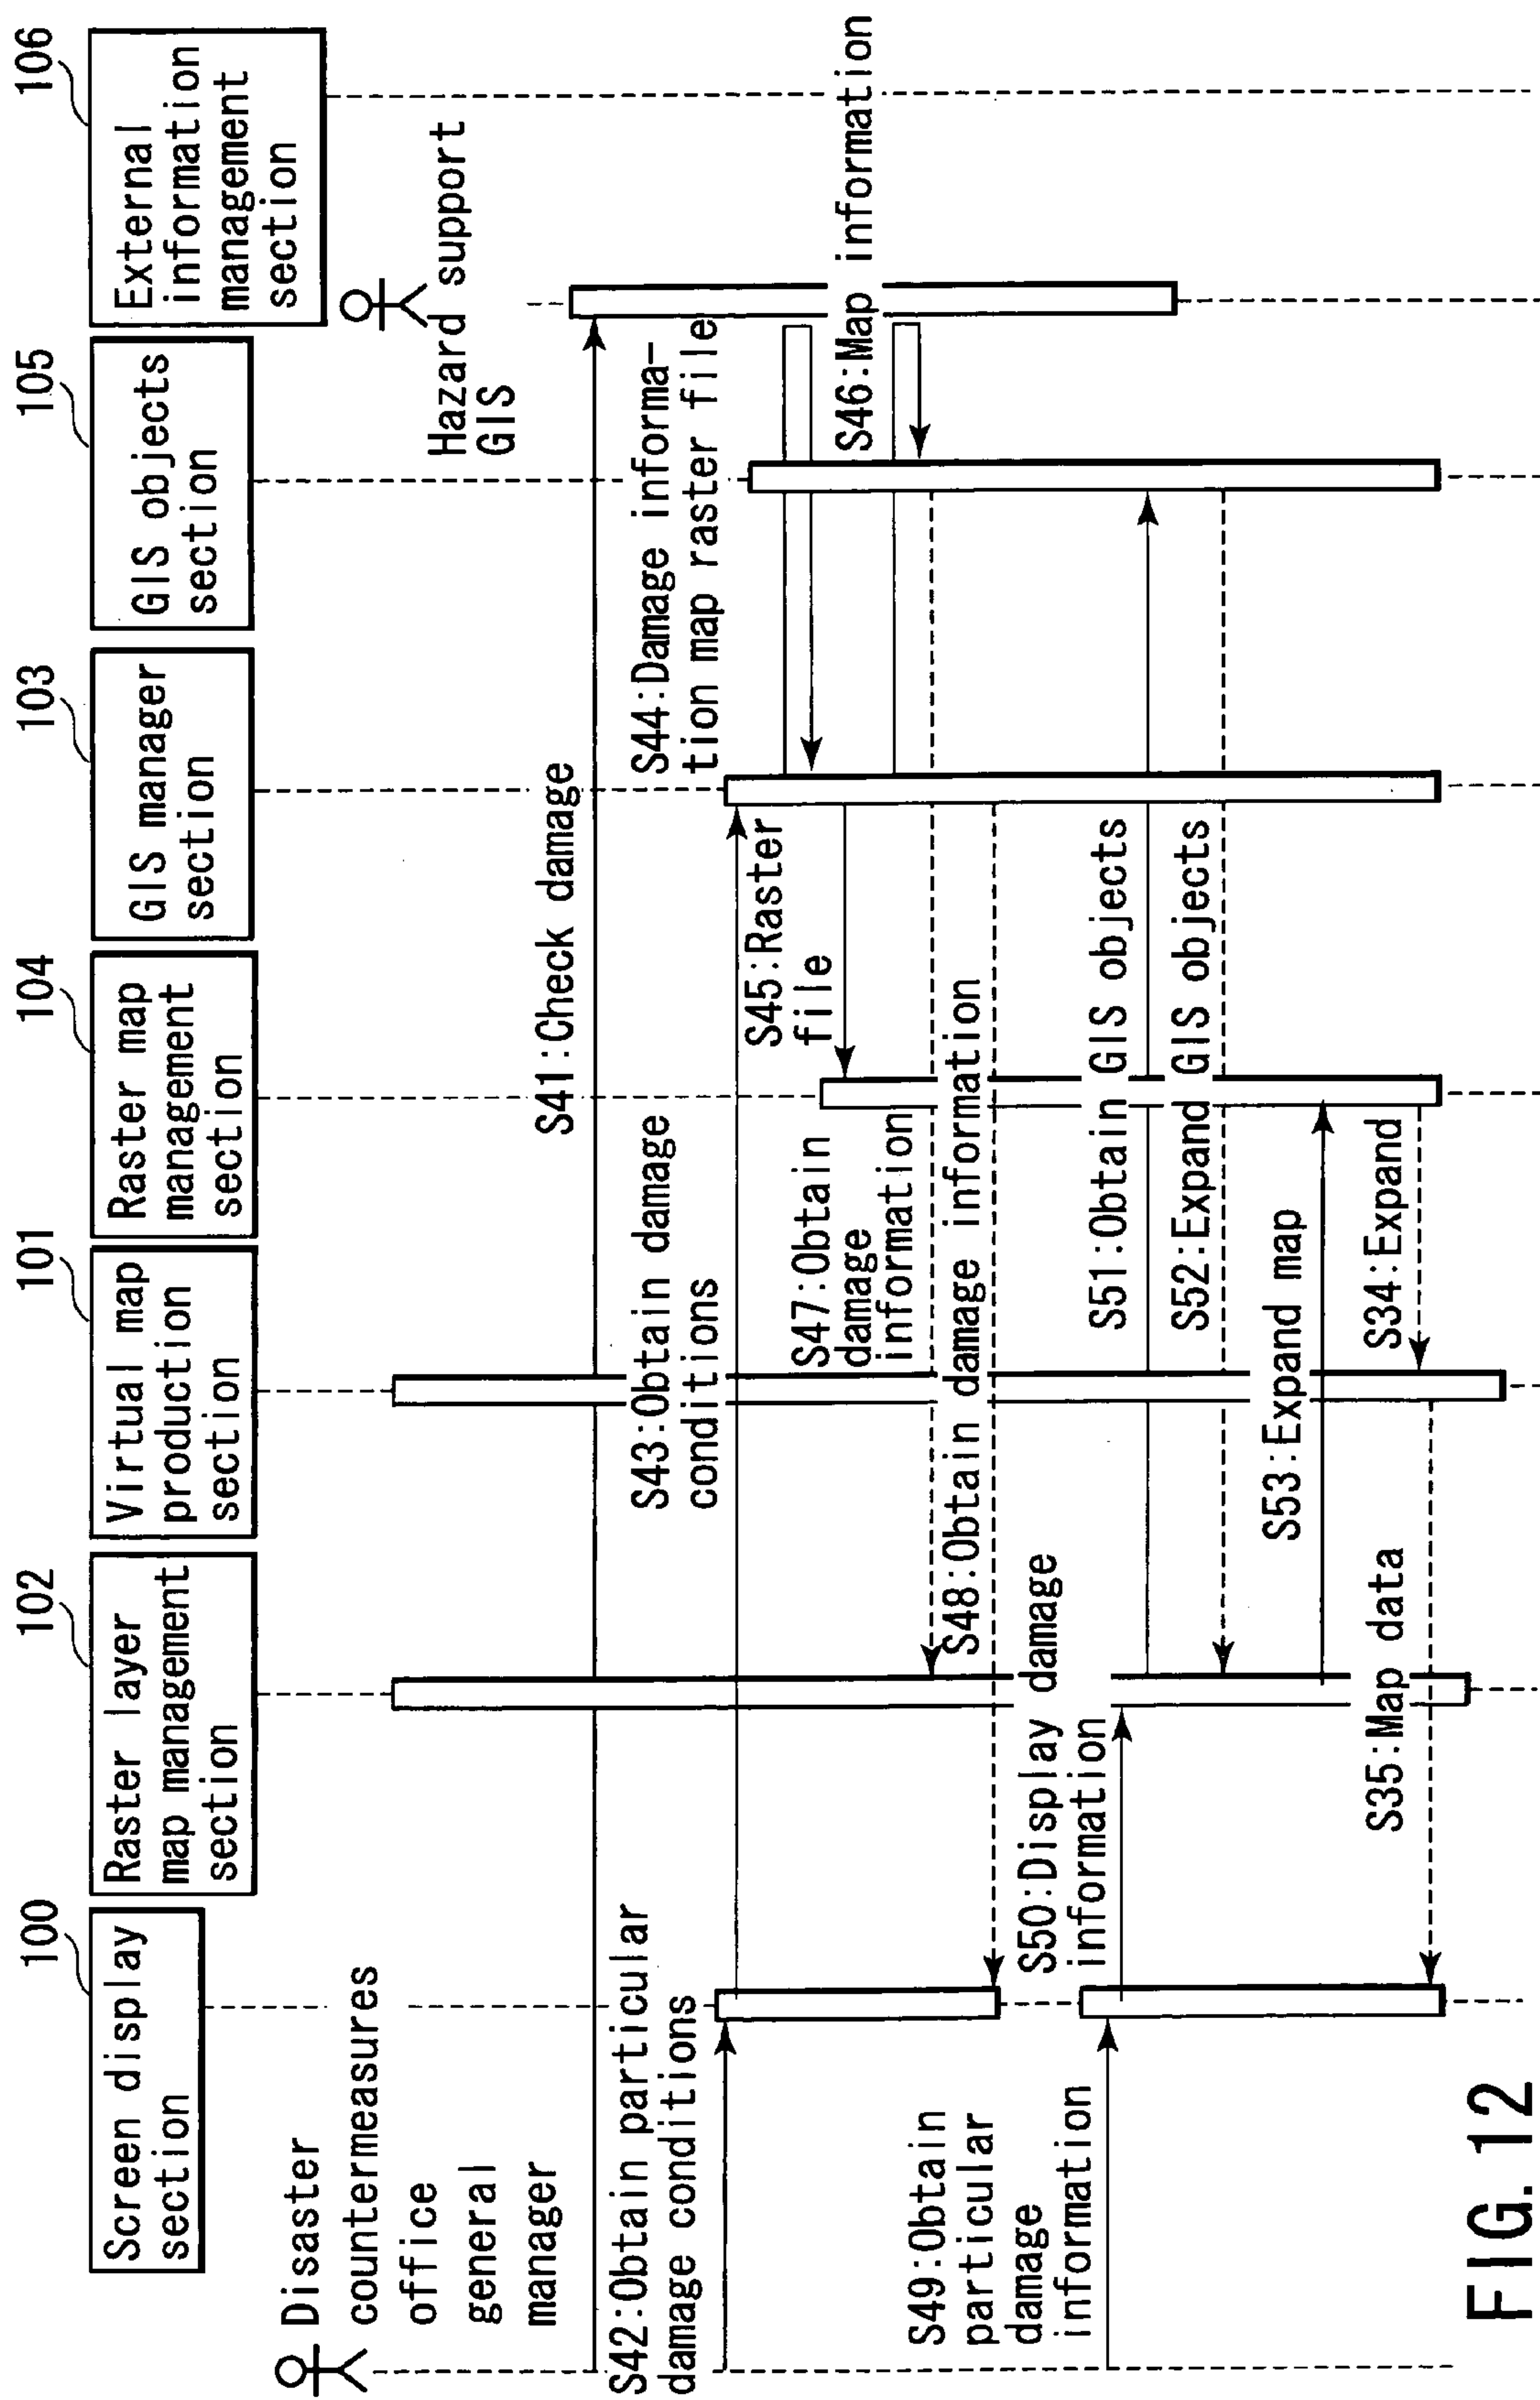 100
Screen display
section
102
Raster layer
map management
section
101
Virtual map
production
section
104
Raster map
management
section
103
GIS manager
section
105
GIS objects
section
106
External
information
management
section
Disaster
countermeasures
office
general
manager
Hazard support
GIS
S41:Check damage
S42:Obtain particular
damage conditions
S43:Obtain damage
conditions
S44:Damage informa-
tion map raster file
S45:Raster
file
S46:Map information
S47:Obtain
damage
information
S48:Obtain damage information
S49:Obtain
particular
damage
information
S50:Display damage
information
S51:Obtain GIS objects
S52:Expand GIS objects
S53:Expand map
S34:Expand
S35:Map data
FIG. 12